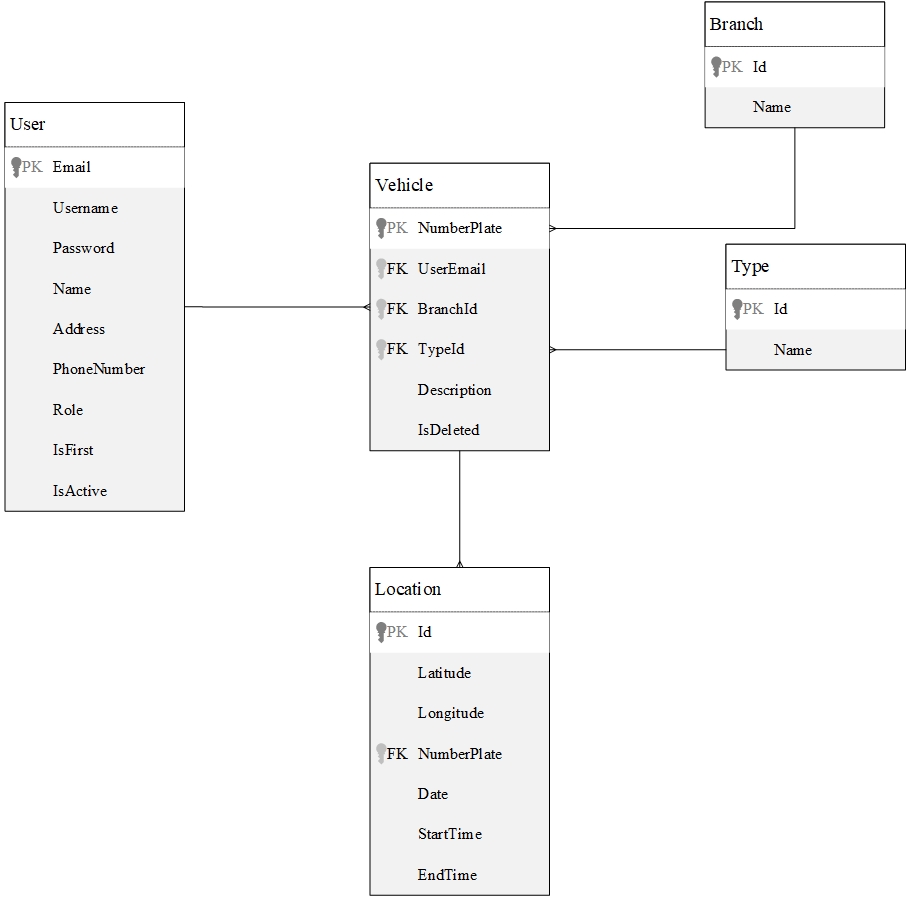 Branch
PK Id
Name
User
PK Email
Username
Password
Name
Address
PhoneNumber
Role
IsFirst
IsActive
Vehicle
PK NumberPlate
FK UserEmail
FK BranchId
FK TypeId
Description
IsDeleted
Type
PK Id
Name
Location
PK Id
Latitude
Longitude
FK NumberPlate
Date
StartTime
EndTime